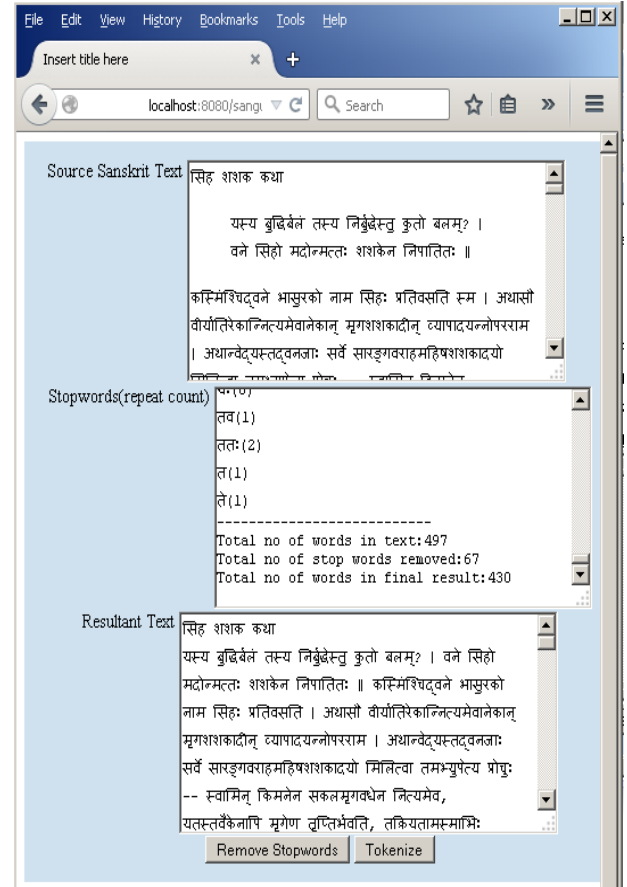 File Edit View History Bookmarks Tools Help
Insert title here
localhost:8080/sangu
Search
Source Sanskrit Text
सिंह शशक कथा
यस्य बुद्धिर्बलं तस्य निर्बुद्धेस्तु कुतो बलम्? ।
वने सिंहो मदोन्मत्तः शशकेन निपातितः ॥
कस्मिंश्चिद्वने भासुरको नाम सिंहः प्रतिवसति स्म । अथासौ
वीर्यातिरेकान्नित्यमेवानेकान् मृगशशकादीन् व्यापादयन्नोपरराम
। अथान्वेद्यस्तद्वनजाः सर्वे सारङ्गवराहमहिषशशकादयो
Stopwords(repeat count)
तव(1)
ततः(2)
त(1)
ते(1)
---------------------------
Total no of words in text:497
Total no of stop words removed:67
Total no of words in final result:430
Resultant Text
सिंह शशक कथा
यस्य बुद्धिर्बलं तस्य निर्बुद्धेस्तु कुतो बलम्? । वने सिंहो
मदोन्मत्तः शशकेन निपातितः ॥ कस्मिंश्चिद्वने भासुरको
नाम सिंहः प्रतिवसति । अथासौ वीर्यातिरेकान्नित्यमेवानेकान्
मृगशशकादीन् व्यापादयन्नोपरराम । अथान्वेद्यस्तद्वनजाः
सर्वे सारङ्गवराहमहिषशशकादयो मिलित्वा तमभ्युपेत्य प्रोचुः
-- स्वामिन् किमनेन सकलमृगवधेन नित्यमेव,
यतस्तवैकेनापि मृगेण तृप्तिर्भवति, तत्क्रियतामस्माभिः
Remove Stopwords Tokenize